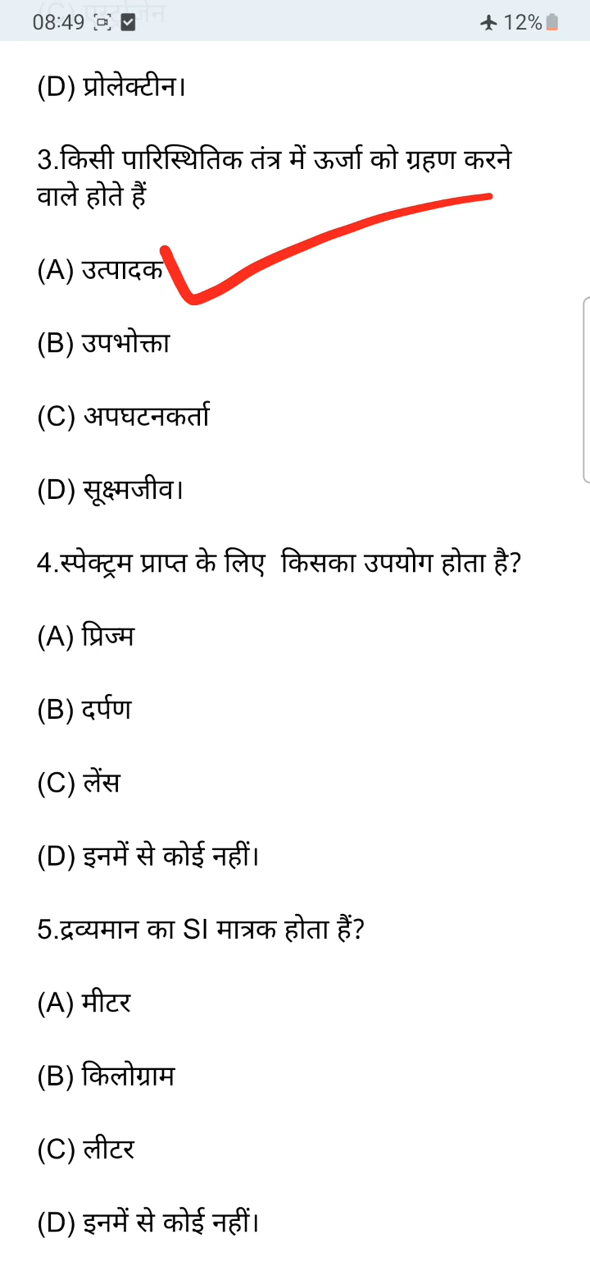 08:49
12%
(D) प्रोलेक्टीन।
3.किसी पारिस्थितिक तंत्र में ऊर्जा को ग्रहण करने
वाले होते हैं
(A) उत्पादक
(B) उपभोक्ता
(C) अपघटनकर्ता
(D) सूक्ष्मजीव।
4.स्पेक्ट्रम प्राप्त के लिए किसका उपयोग होता है?
(A) प्रिज्म
(B) दर्पण
(C) लेंस
(D) इनमें से कोई नहीं।
5.द्रव्यमान का SI मात्रक होता हैं?
(A) मीटर
(B) किलोग्राम
(C) लीटर
(D) इनमें से कोई नहीं।